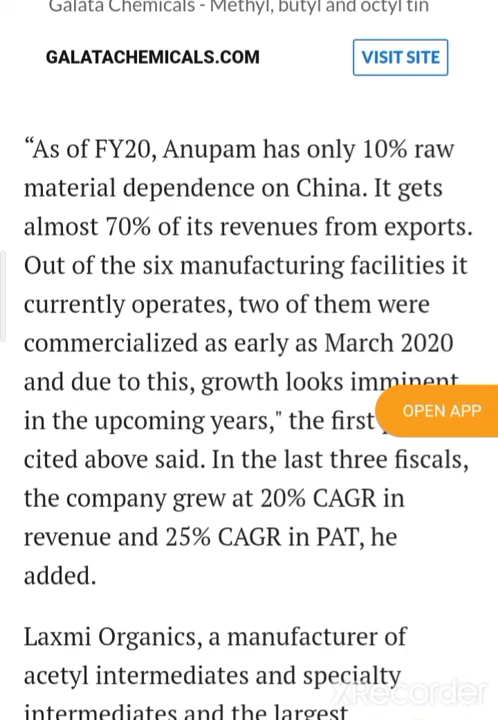 Galata Chemicals - Methyl, butyl and octyl tin
GALATACHEMICALS.COM
VISIT SITE
“As of FY20, Anupam has only 10% raw
material dependence on China. It gets
almost 70% of its revenues from exports.
Out of the six manufacturing facilities it
currently operates, two of them were
commercialized as early as March 2020
and due to this, growth looks imminent
in the upcoming years," the first
OPEN APP
cited above said. In the last three fiscals,
the company grew at 20% CAGR in
revenue and 25% CAGR in PAT, he
added.
Laxmi Organics, a manufacturer of
acetyl intermediates and specialty
intermediates and the largest
XRecorder